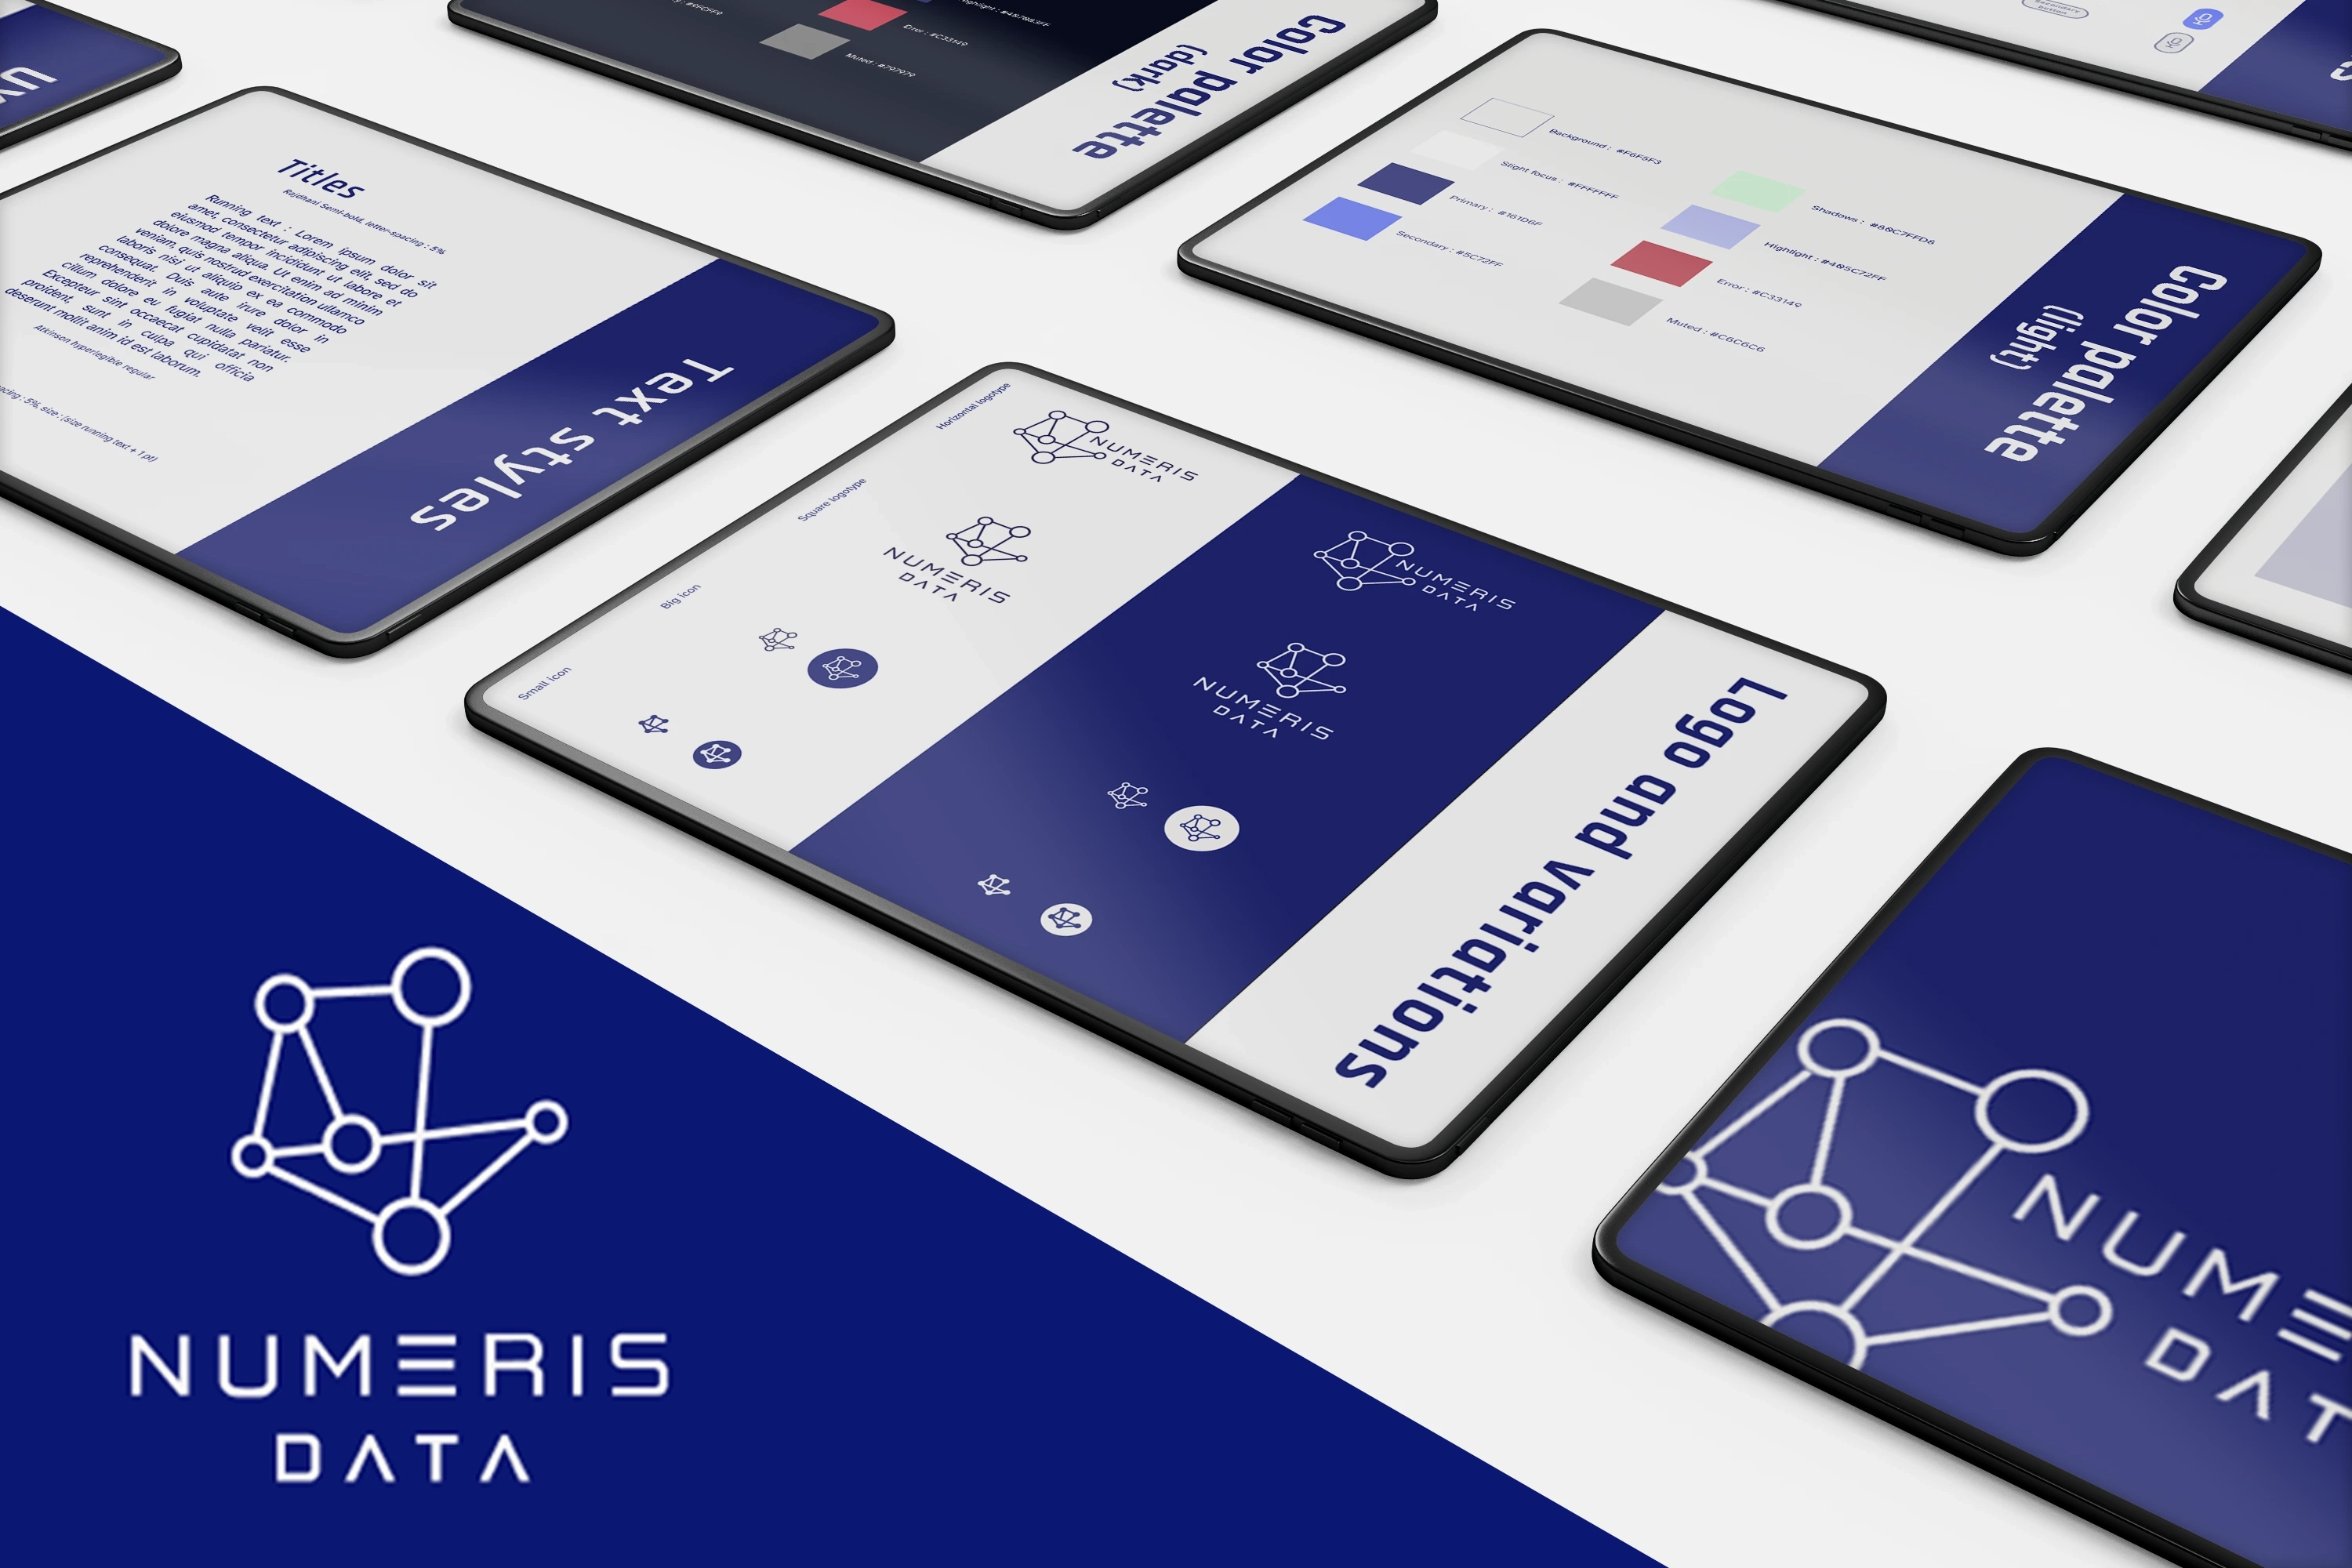 Error : #C33149
Muted : #797979
Color palette
(dark)
Secondary
button
Titles
Rajdhani Semi-bold, letter-spacing : 5%
Running text : Lorem ipsum dolor sit
amet, consectetur adipiscing elit, sed do
eiusmod tempor incididunt ut labore et
dolore magna aliqua. Ut enim ad minim
veniam, quis nostrud exercitation ullamco
laboris nisi ut aliquip ex ea commodo
consequat. Duis aute irure dolor in
reprehenderit in voluptate velit esse
cillum dolore eu fugiat nulla pariatur.
Excepteur sint occaecat cupidatat non
proident, sunt in culpa qui officia
deserunt mollit anim id est laborum.
Atkinson hyperlegible regular
: 5%, size : (size running text + 1 pt)
Text styles
Background : #F6F5F3
Slight focus : #FFFFFFF
Primary : #161D6F
Secondary : #5C72FF
Shadows : #80C7FFD8
Highlight : #405C72FF
Error : #C33149
Muted : #C6C6C6
Color palette
(light)
Horizontal logotype
NUMERIS
DATA
Square logotype
NUMERIS
DATA
Big icon
Small icon
NUMERIS
DATA
NUMERIS
DATA
Logo and variations
NUMERIS
DATA
NUME
DAT